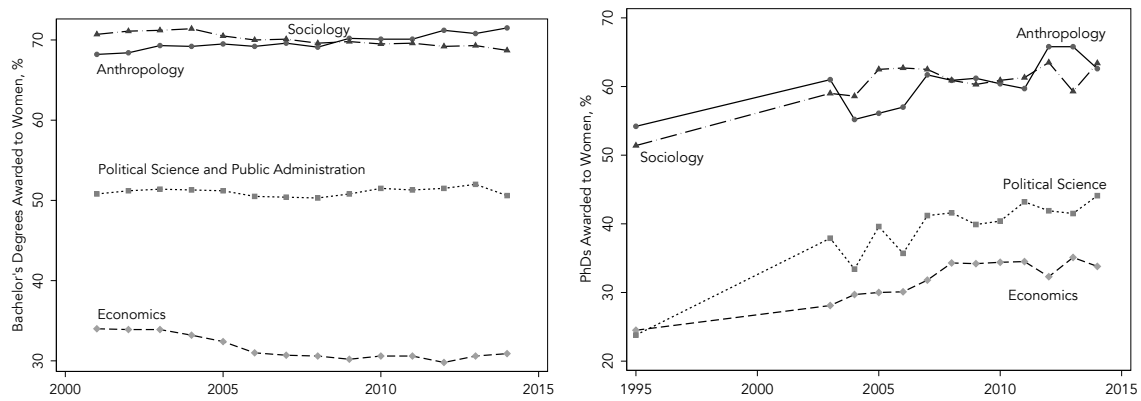 Bachelor's Degrees Awarded to Women, %
70
60
50
40
30
Sociology
Anthropology
Political Science and Public Administration
Economics
2000
2005
2010
2015
PhDs Awarded to Women, %
70
60
50
40
30
20
Anthropology
Sociology
Political Science
Economics
1995
2000
2005
2010
2015